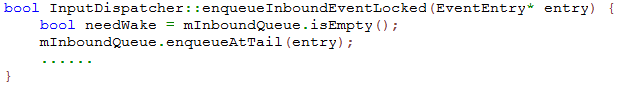 bool InputDispatcher::enqueueInboundEventLocked(EventEntry* entry) {
    bool needWake = mInboundQueue.isEmpty();
    mInboundQueue.enqueueAtTail(entry);
    ......
}